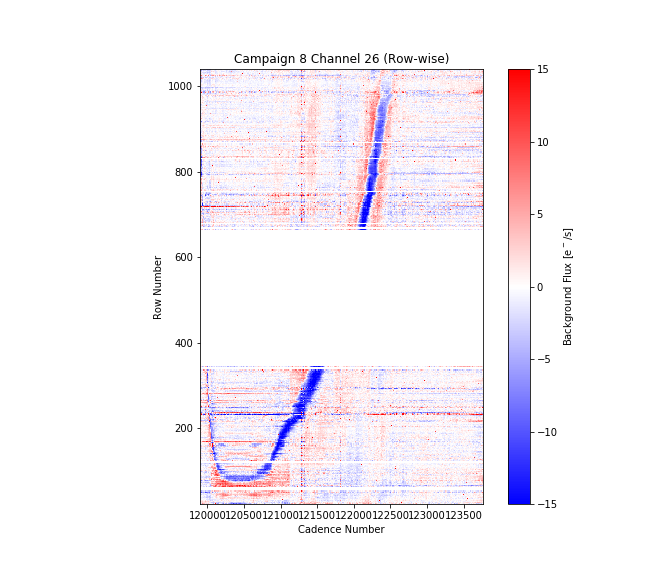 Campaign 8 Channel 26 (Row-wise)
1000
800
600
400
200
Row Number
120000 120500 121000 121500 122000 122500 123000 123500
Cadence Number
15
10
5
0
−5
−10
−15
Background Flux [e⁻/s]